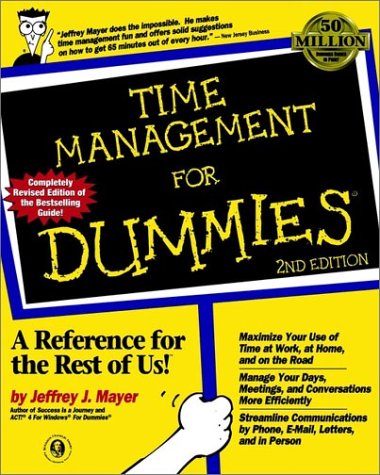 "Jeffrey Mayer does the impossible. He makes
time management fun and offers solid suggestions
on how to get 65 minutes out of every hour." — New Jersey Business
50
MILLION
TIME
MANAGEMENT
FOR
DUMMIES®
2ND EDITION
Completely
Revised Edition of
the Bestselling
Guide!
A Reference for
the Rest of Us!™
by Jeffrey J. Mayer
Author of Success is a Journey and
ACT!® 4 For Windows® For Dummies®
Maximize Your Use of
Time at Work, at Home,
and on the Road
Manage Your Days,
Meetings, and Conversations
More Efficiently
Streamline Communications
by Phone, E-Mail, Letters,
and in Person